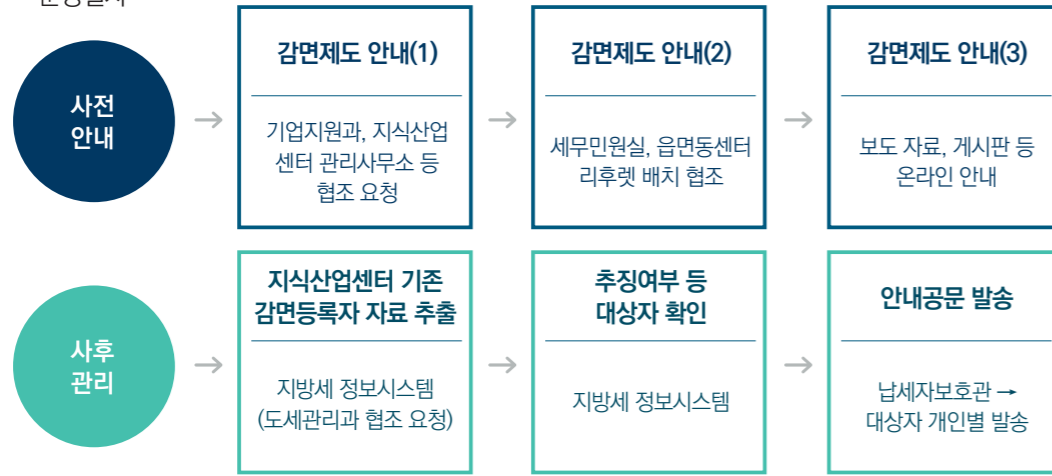 사전
안내
→
감면제도 안내(1)
기업지원과, 지식산업
센터 관리사무소 등
협조 요청
→
감면제도 안내(2)
세무민원실, 읍면동센터
리후렛 배치 협조
→
감면제도 안내(3)
보도 자료, 게시판 등
온라인 안내
사후
관리
→
지식산업센터 기존
감면등록자 자료 추출
지방세 정보시스템
(도세관리과 협조 요청)
→
추징여부 등
대상자 확인
지방세 정보시스템
→
안내공문 발송
납세자보호관 →
대상자 개인별 발송